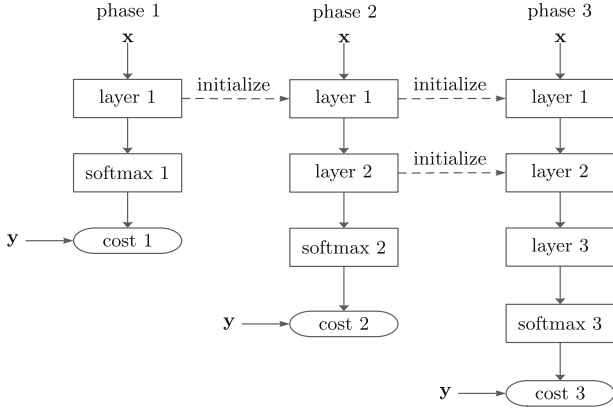 phase 1
phase 2
phase 3
x
x
x
layer 1
initialize
layer 1
initialize
layer 1
softmax 1
layer 2
initialize
layer 2
y
cost 1
softmax 2
layer 3
y
cost 2
softmax 3
y
cost 3